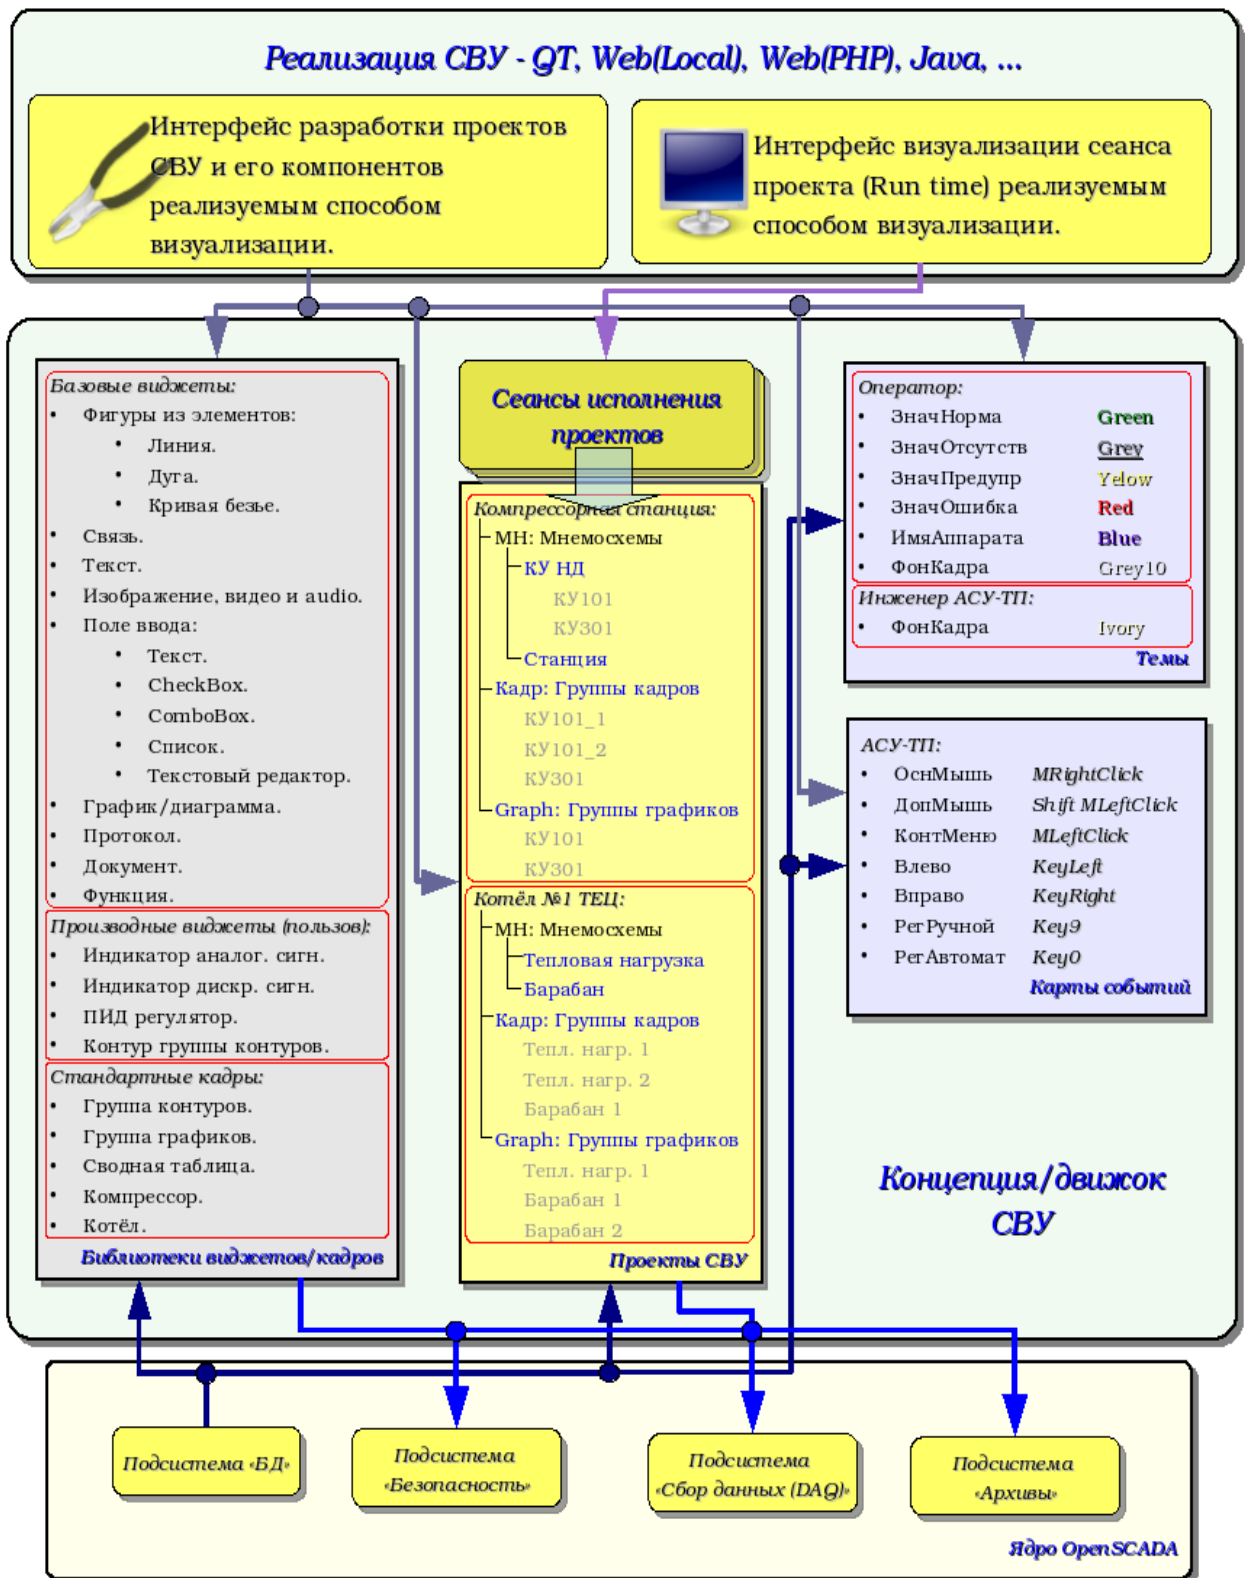 Реализация СВУ - QT, Web(Local), Web(PHP), Java, ...
Интерфейс разработки проектов
СВУ и его компонентов
реализуемым способом
визуализации.
Интерфейс визуализации сеанса
проекта (Run time) реализуемым
способом визуализации.
Базовые виджеты:
• Фигуры из элементов:
• Линия.
• Дуга.
• Кривая безье.
• Связь.
• Текст.
• Изображение, видео и audio.
• Поле ввода:
• Текст.
• CheckBox.
• ComboBox.
• Список.
• Текстовый редактор.
• График/диаграмма.
• Протокол.
• Документ.
• Функция.
Производные виджеты (пользов):
• Индикатор аналог. сигн.
• Индикатор дискр. сигн.
• ПИД регулятор.
• Контур группы контуров.
Стандартные кадры:
• Группа контуров.
• Группа графиков.
• Сводная таблица.
• Компрессор.
• Котёл.
Библиотеки виджетов/кадров
Сеансы исполнения
проектов
Компрессорная станция:
МН: Мнемосхемы
КУ НД
КУ101
КУ301
Станция
Кадр: Группы кадров
КУ101_1
КУ101_2
КУ301
Graph: Группы графиков
КУ101
КУ301
Котёл №1 ТЕЦ:
МН: Мнемосхемы
Тепловая нагрузка
Барабан
Кадр: Группы кадров
Тепл. нагр. 1
Тепл. нагр. 2
Барабан 1
Graph: Группы графиков
Тепл. нагр. 1
Барабан 1
Барабан 2
Проекты СВУ
Оператор:
• ЗначНорма Green
• ЗначОтсутств Grey
• ЗначПредупр Yelow
• ЗначОшибка Red
• ИмяАппарата Blue
• ФонКадра Grey10
Инженер АСУ-ТП:
• ФонКадра Ivory
Темы
АСУ-ТП:
• ОснМышь MRightClick
• ДопМышь Shift MLeftClick
• КонтМеню MLeftClick
• Влево KeyLeft
• Вправо KeyRight
• РегРучной Key9
• РегАвтомат Key0
Карты событий
Концепция/движок
СВУ
Подсистема «БД»
Подсистема
«Безопасность»
Подсистема
«Сбор данных (DAQ)»
Подсистема
«Архивы»
Ядро OpenSCADA